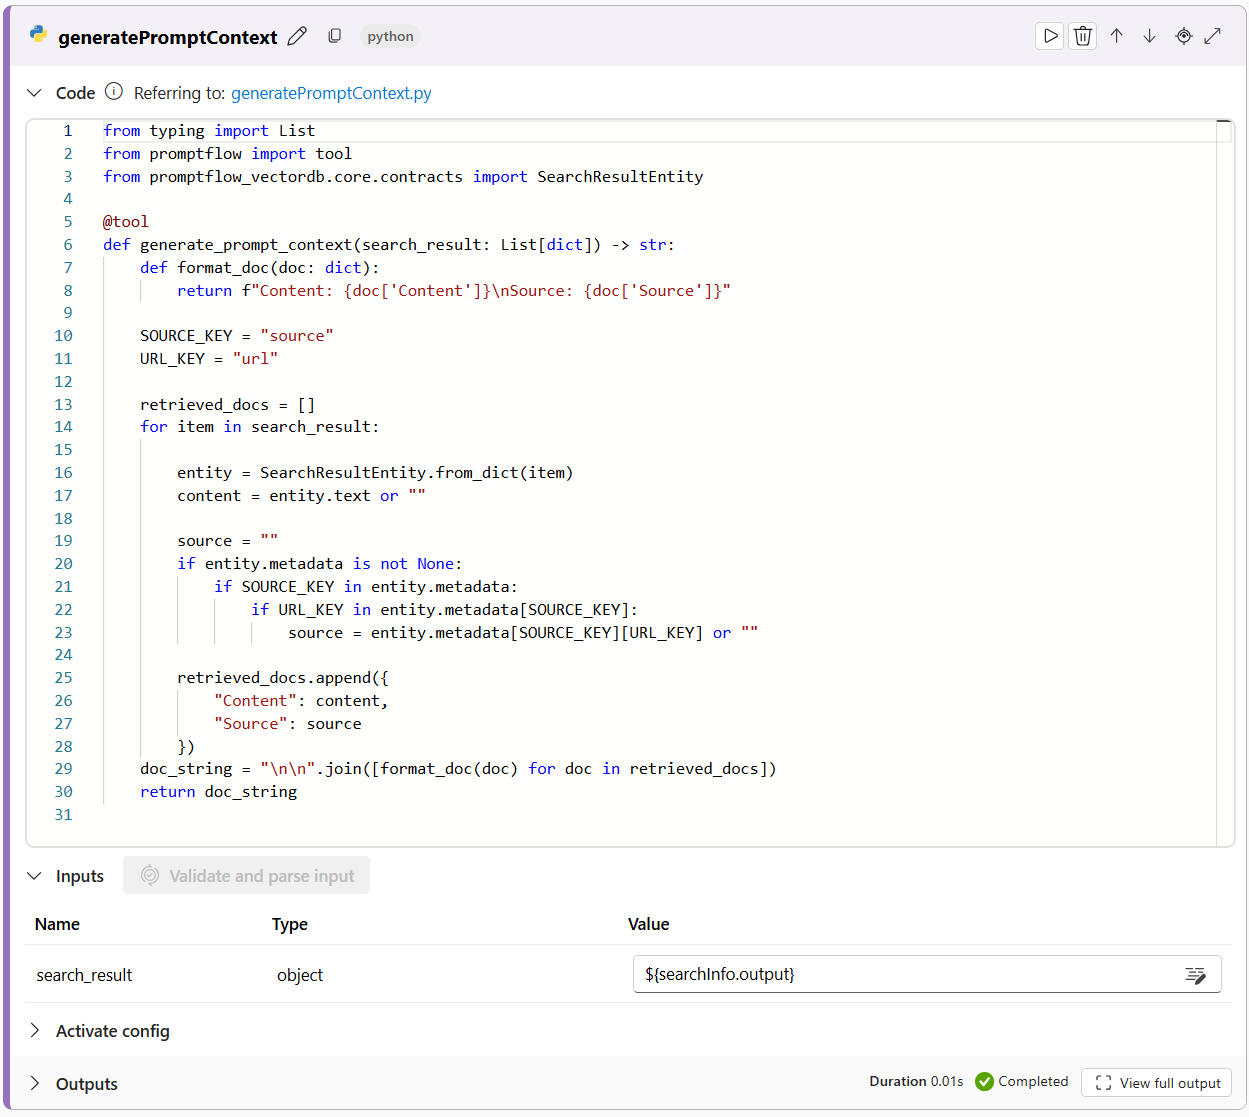 generatePromptContext python
Code Referring to: generatePromptContext.py
1 from typing import List
2 from promptflow import tool
3 from promptflow_vectordb.core.contracts import SearchResultEntity
4
5 @tool
6 def generate_prompt_context(search_result: List[dict]) -> str:
7     def format_doc(doc: dict):
8         return f"Content: {doc['Content']}\nSource: {doc['Source']}"
9
10     SOURCE_KEY = "source"
11     URL_KEY = "url"
12
13     retrieved_docs = []
14     for item in search_result:
15
16         entity = SearchResultEntity.from_dict(item)
17         content = entity.text or ""
18
19         source = ""
20         if entity.metadata is not None:
21             if SOURCE_KEY in entity.metadata:
22                 if URL_KEY in entity.metadata[SOURCE_KEY]:
23                     source = entity.metadata[SOURCE_KEY][URL_KEY] or ""
24
25         retrieved_docs.append({
26             "Content": content,
27             "Source": source
28         })
29     doc_string = "\n\n".join([format_doc(doc) for doc in retrieved_docs])
30     return doc_string
31
Inputs Validate and parse input
Name Type Value
search_result object ${searchInfo.output}
Activate config
Outputs Duration 0.01s Completed View full output